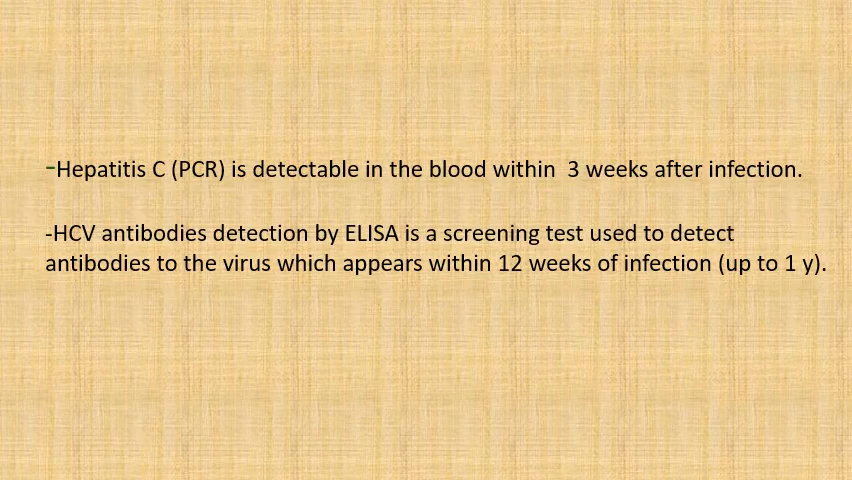 -Hepatitis C (PCR) is detectable in the blood within  3 weeks after infection.
-HCV antibodies detection by ELISA is a screening test used to detect
antibodies to the virus which appears within 12 weeks of infection (up to 1 y).